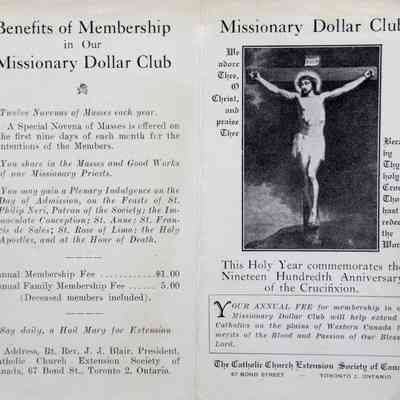 Benefits of Membership
in Our
Missionary Dollar Club
Twelve Novenas of Masses each year.
A Special Novena of Masses is offered on
the first nine days of each month for the
intentions of the Members.
You share in the Masses and Good Works
of our Missionary Priests.
You may gain a Plenary Indulgence on the
Day of Admission, on the Feasts of St.
Philip Neri, Patron of the Society; the Im-
maculate Conception; St. Anne; St. Fran-
cis de Sales; St. Rose of Lima; the Holy
Apostles, and at the Hour of Death.
Annual Membership Fee $1.00
Annual Family Membership Fee 5.00
(Deceased members included).
Say daily, a Hail Mary for Extension
Address, Rt. Rev. J. J. Blair, President,
Catholic Church Extension Society of
Canada, 67 Bond St., Toronto 2, Ontario.
Missionary Dollar Club
We
adore
Thee,
O
Christ,
and
praise
Thee
Beca
by
Thy
holy
Cros
Thou
hast
redee
the
Worl
This Holy Year commemorates the
Nineteen Hundredth Anniversary
of the Crucifixion.
YOUR ANNUAL FEE for membership in o
Missionary Dollar Club will help extend
Catholics on the plains of Western Canada t
merits of the Blood and Passion of Our Bless
Lord.
The Catholic Church Extension Society of Cana
67 BOND STREET - TORONTO 2, ONTARIO